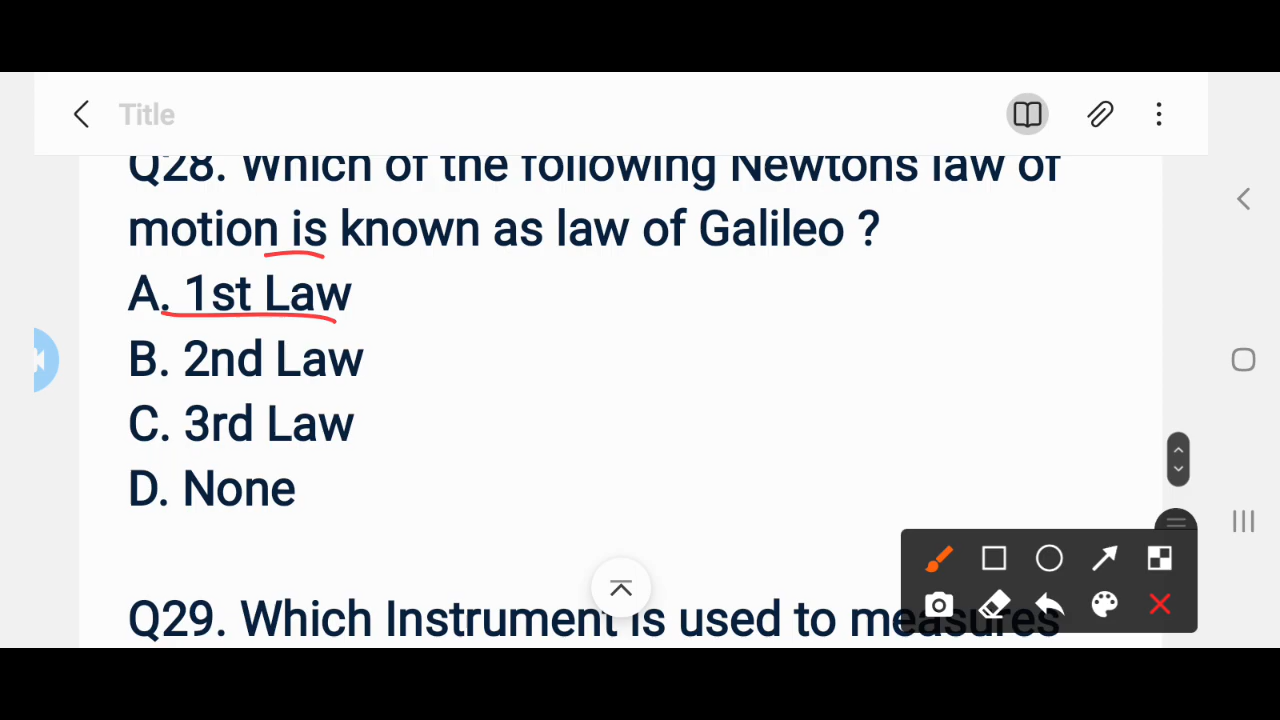 Title
Q28. Which of the following Newtons law of
motion is known as law of Galileo ?
A. 1st Law
B. 2nd Law
C. 3rd Law
D. None
Q29. Which Instrument is used to measures